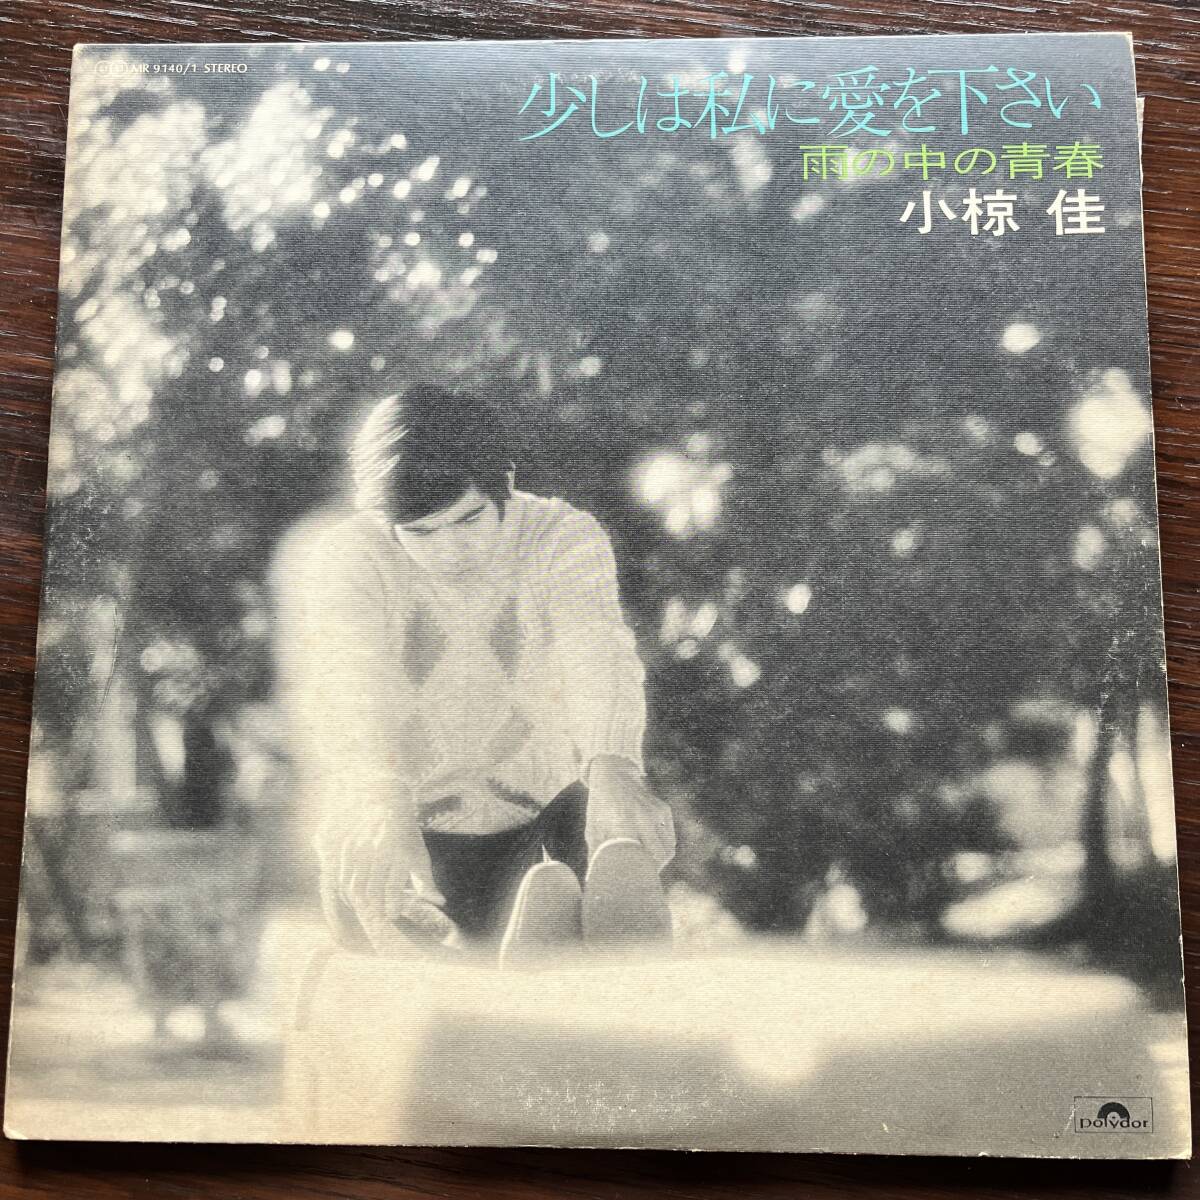 MR 9140/1 STEREO
少しは私に愛を下さい
雨の中の青春
小椋 佳
Polydor